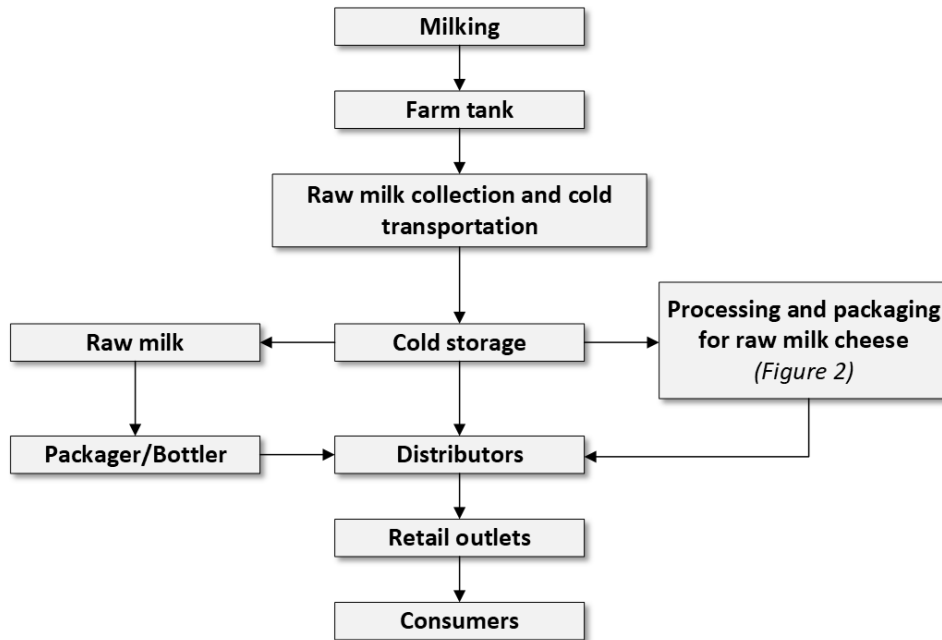 Milking
Farm tank
Raw milk collection and cold
transportation
Processing and packaging
for raw milk cheese
(Figure 2)
Raw milk
Cold storage
Packager/Bottler
Distributors
Retail outlets
Consumers